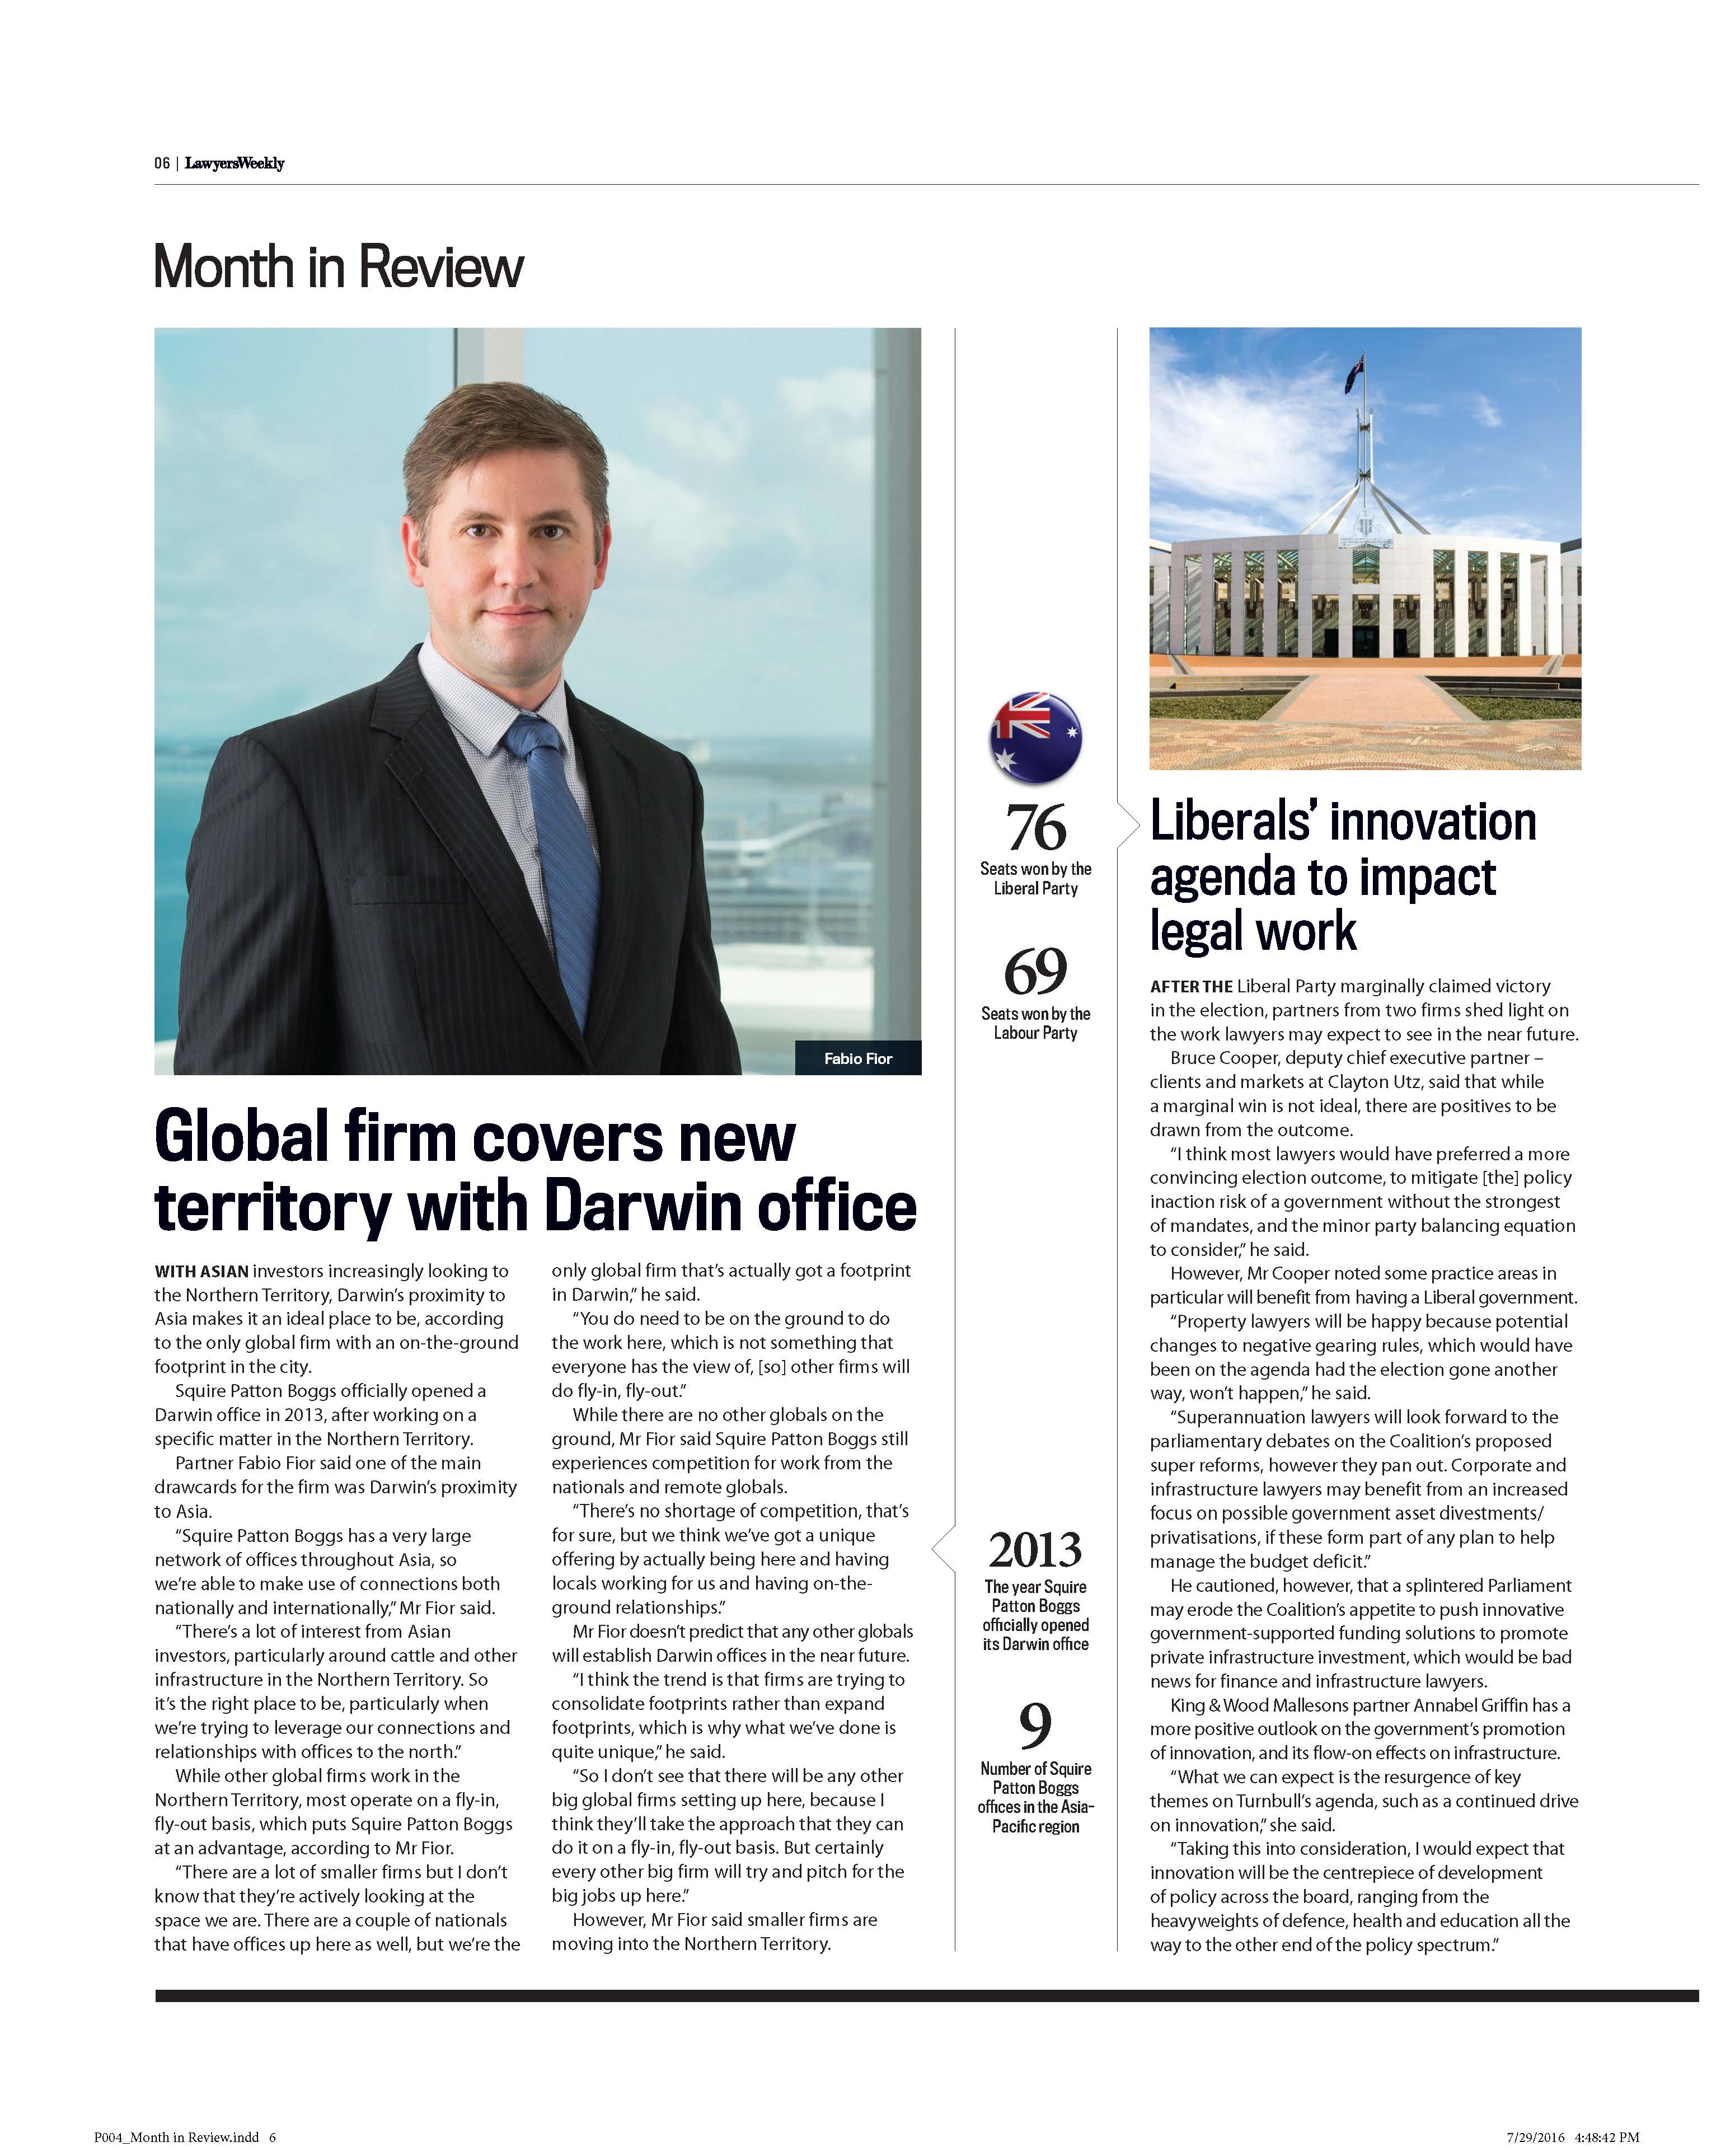 06 | LawyersWeekly
Month in Review
Fabio Fior
Global firm covers new
territory with Darwin office
WITH ASIAN investors increasingly looking to
the Northern Territory, Darwin's proximity to
Asia makes it an ideal place to be, according
to the only global firm with an on-the-ground
footprint in the city.
Squire Patton Boggs officially opened a
Darwin office in 2013, after working on a
specific matter in the Northern Territory.
Partner Fabio Fior said one of the main
drawcards for the firm was Darwin's proximity
to Asia.
“Squire Patton Boggs has a very large
network of offices throughout Asia, so
we're able to make use of connections both
nationally and internationally,” Mr Fior said.
“There's a lot of interest from Asian
investors, particularly around cattle and other
infrastructure in the Northern Territory. So
it's the right place to be, particularly when
we're trying to leverage our connections and
relationships with offices to the north.”
While other global firms work in the
Northern Territory, most operate on a fly-in,
fly-out basis, which puts Squire Patton Boggs
at an advantage, according to Mr Fior.
“There are a lot of smaller firms but I don't
know that they're actively looking at the
space we are. There are a couple of nationals
that have offices up here as well, but we're the
only global firm that's actually got a footprint
in Darwin,” he said.
“You do need to be on the ground to do
the work here, which is not something that
everyone has the view of, [so] other firms will
do fly-in, fly-out.”
While there are no other globals on the
ground, Mr Fior said Squire Patton Boggs still
experiences competition for work from the
nationals and remote globals.
“There's no shortage of competition, that's
for sure, but we think we've got a unique
offering by actually being here and having
locals working for us and having on-the-
ground relationships.”
Mr Fior doesn't predict that any other globals
will establish Darwin offices in the near future.
“I think the trend is that firms are trying to
consolidate footprints rather than expand
footprints, which is why what we've done is
quite unique,” he said.
“So I don't see that there will be any other
big global firms setting up here, because I
think they'll take the approach that they can
do it on a fly-in, fly-out basis. But certainly
every other big firm will try and pitch for the
big jobs up here.”
However, Mr Fior said smaller firms are
moving into the Northern Territory.
76
Seats won by the
Liberal Party
69
Seats won by the
Labour Party
2013
The year Squire
Patton Boggs
officially opened
its Darwin office
9
Number of Squire
Patton Boggs
offices in the Asia-
Pacific region
Liberals' innovation
agenda to impact
legal work
AFTER THE Liberal Party marginally claimed victory
in the election, partners from two firms shed light on
the work lawyers may expect to see in the near future.
Bruce Cooper, deputy chief executive partner –
clients and markets at Clayton Utz, said that while
a marginal win is not ideal, there are positives to be
drawn from the outcome.
“I think most lawyers would have preferred a more
convincing election outcome, to mitigate [the] policy
inaction risk of a government without the strongest
of mandates, and the minor party balancing equation
to consider,” he said.
However, Mr Cooper noted some practice areas in
particular will benefit from having a Liberal government.
“Property lawyers will be happy because potential
changes to negative gearing rules, which would have
been on the agenda had the election gone another
way, won't happen,” he said.
“Superannuation lawyers will look forward to the
parliamentary debates on the Coalition's proposed
super reforms, however they pan out. Corporate and
infrastructure lawyers may benefit from an increased
focus on possible government asset divestments/
privatisations, if these form part of any plan to help
manage the budget deficit.”
He cautioned, however, that a splintered Parliament
may erode the Coalition's appetite to push innovative
government-supported funding solutions to promote
private infrastructure investment, which would be bad
news for finance and infrastructure lawyers.
King & Wood Mallesons partner Annabel Griffin has a
more positive outlook on the government's promotion
of innovation, and its flow-on effects on infrastructure.
“What we can expect is the resurgence of key
themes on Turnbull's agenda, such as a continued drive
on innovation,” she said.
“Taking this into consideration, I would expect that
innovation will be the centrepiece of development
of policy across the board, ranging from the
heavyweights of defence, health and education all the
way to the other end of the policy spectrum.”
P004_Month in Review.indd 6
7/29/2016 4:48:42 PM